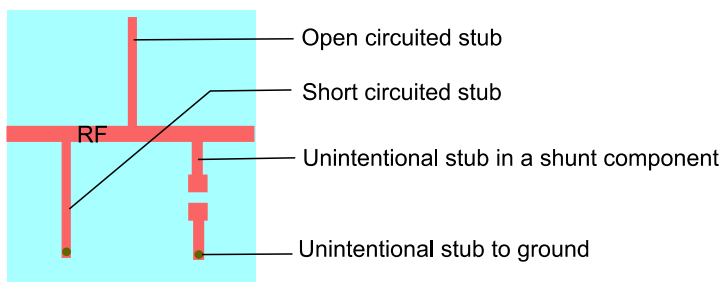 Open circuited stub
Short circuited stub
RF
Unintentional stub in a shunt component
Unintentional stub to ground